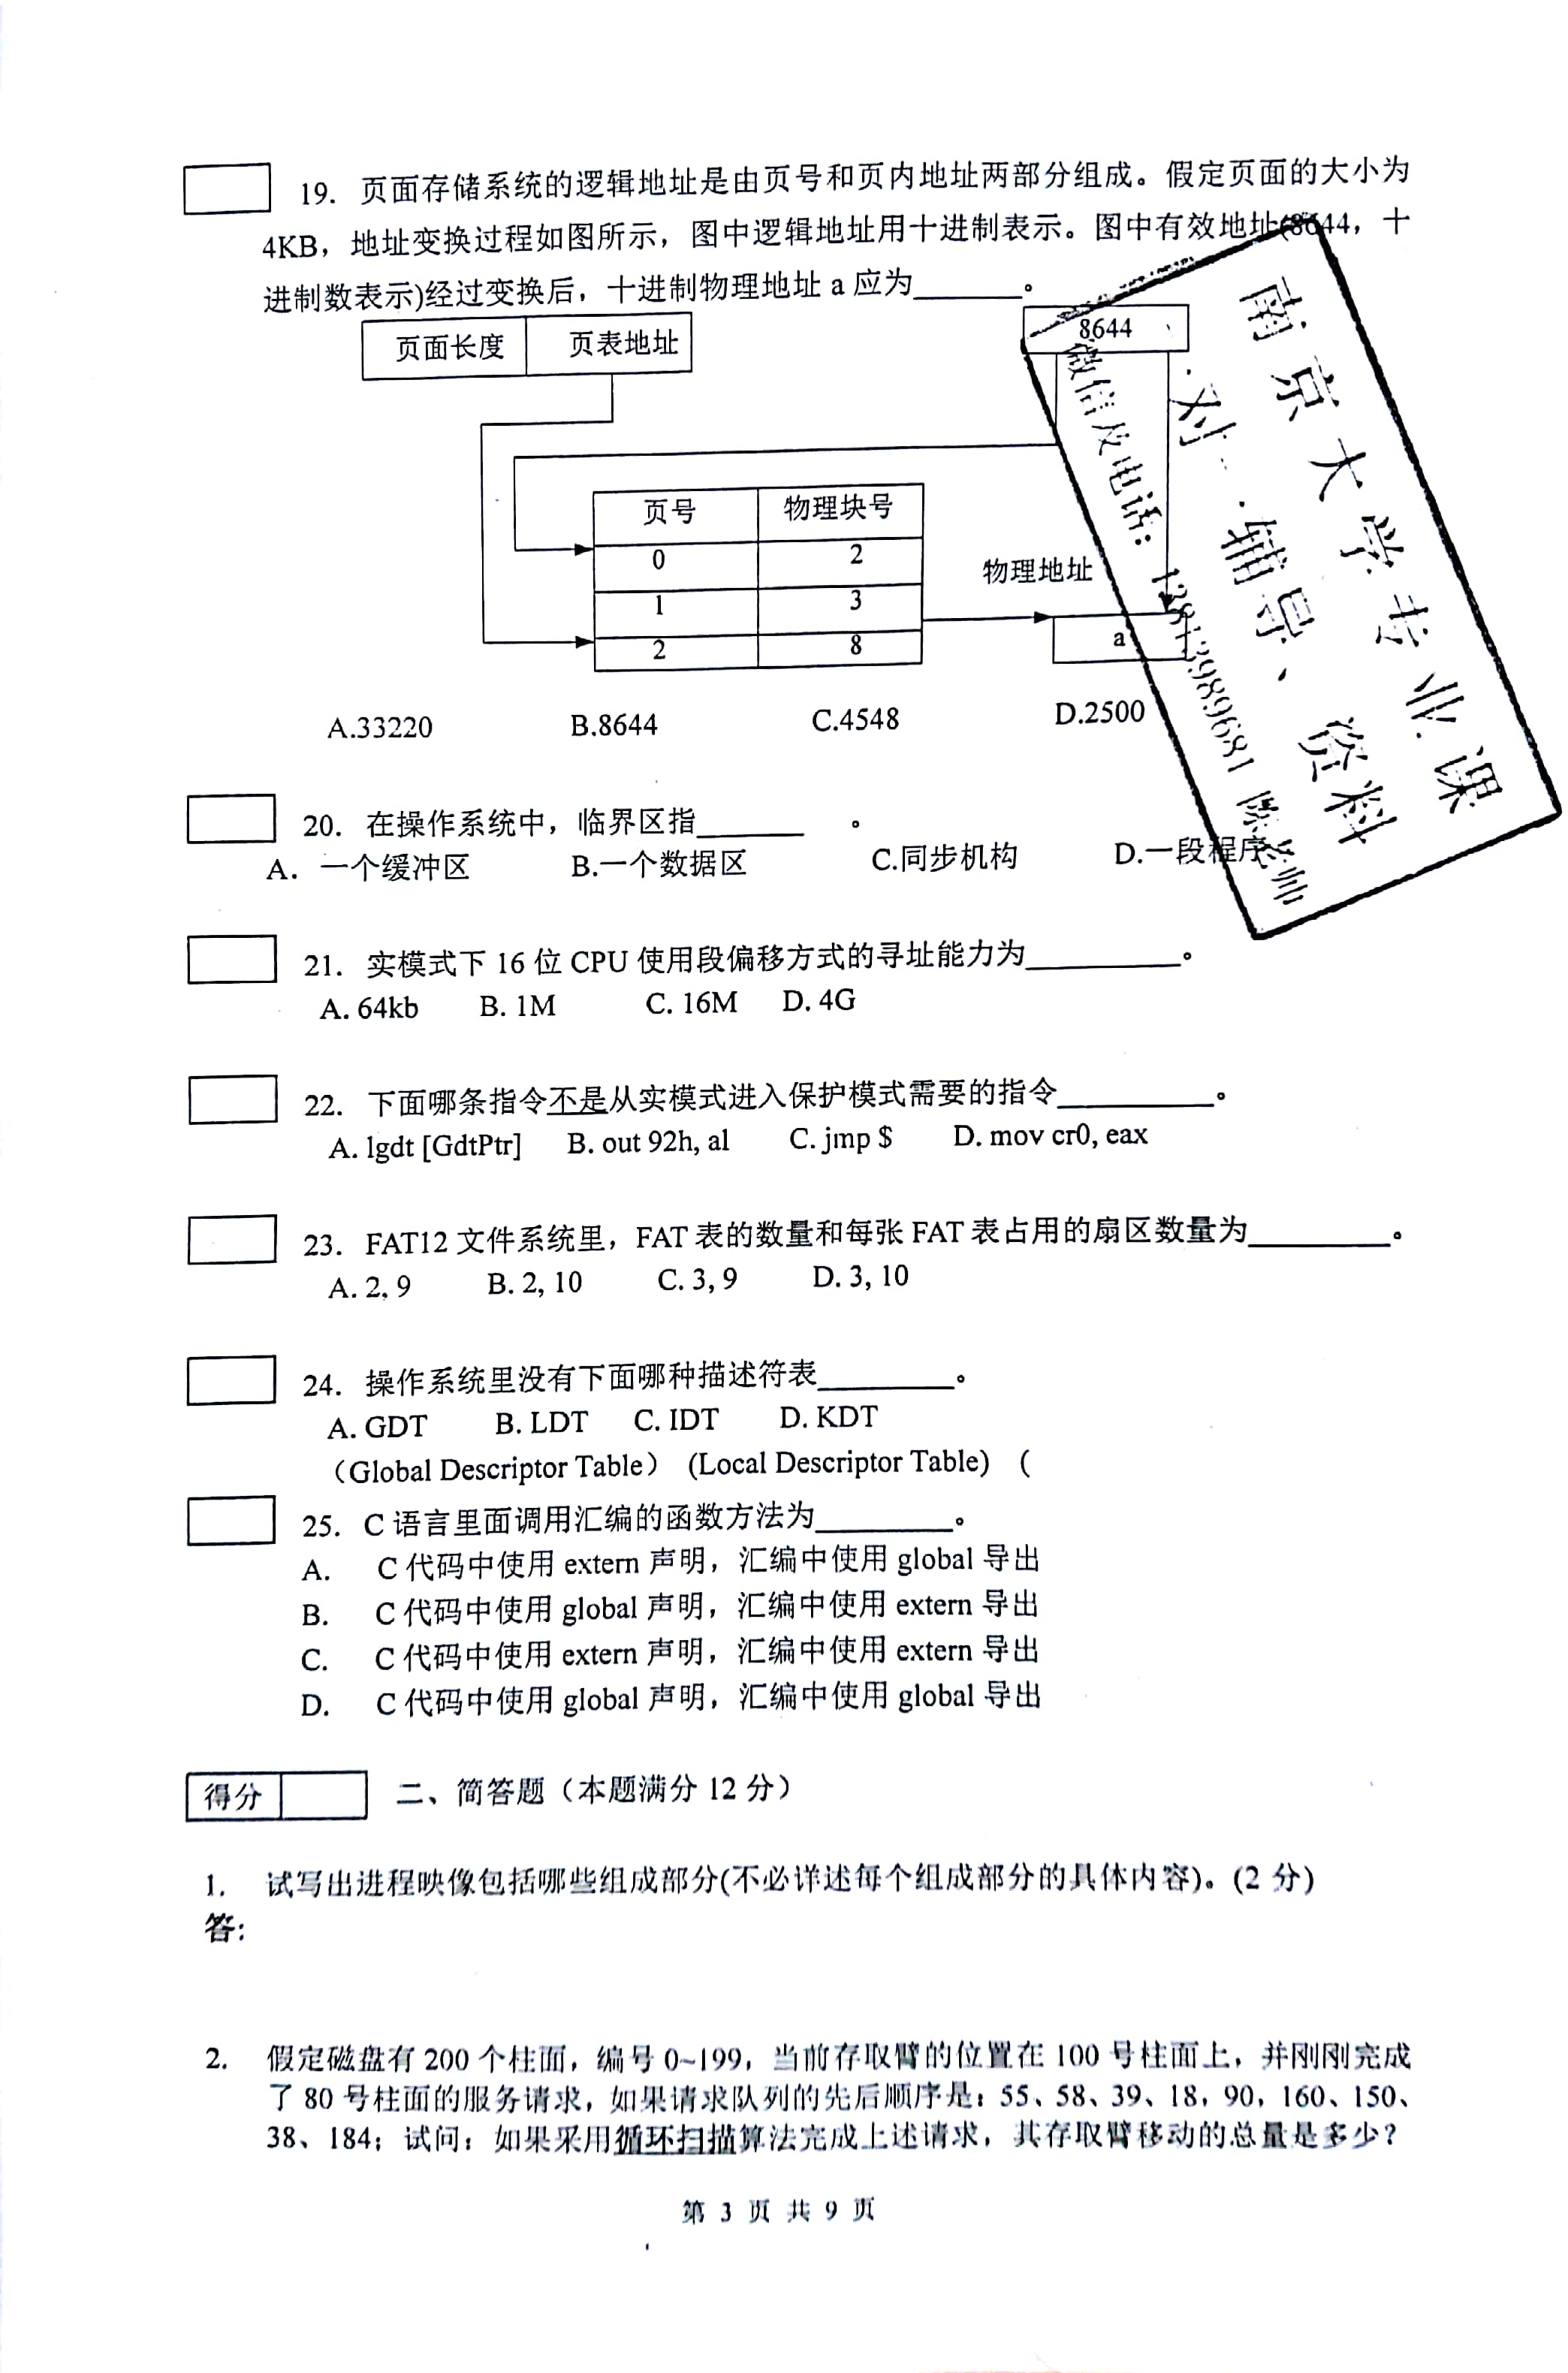 19. 页面存储系统的逻辑地址是由页号和页内地址两部分组成。假定页面的大小为
4KB，地址变换过程如图所示，图中逻辑地址用十进制表示。图中有效地址(8644，十
进制数表示)经过变换后，十进制物理地址 a 应为________。
页面长度 页表地址
8644
页号 物理块号
0 2
1 3
2 8
物理地址
a
A.33220 B.8644 C.4548 D.2500
南京大学专业课
对一辅导、资料
微信及电话：
20. 在操作系统中，临界区指________ 。
A. 一个缓冲区 B.一个数据区 C.同步机构 D.一段程序
21. 实模式下 16 位 CPU 使用段偏移方式的寻址能力为__________。
A. 64kb B. 1M C. 16M D. 4G
22. 下面哪条指令不是从实模式进入保护模式需要的指令__________。
A. lgdt [GdtPtr] B. out 92h, al C. jmp $ D. mov cr0, eax
23. FAT12 文件系统里，FAT 表的数量和每张 FAT 表占用的扇区数量为_________。
A. 2, 9 B. 2, 10 C. 3, 9 D. 3, 10
24. 操作系统里没有下面哪种描述符表_________。
A. GDT B. LDT C. IDT D. KDT
（Global Descriptor Table） (Local Descriptor Table) (
25. C 语言里面调用汇编的函数方法为_________。
A. C 代码中使用 extern 声明，汇编中使用 global 导出
B. C 代码中使用 global 声明，汇编中使用 extern 导出
C. C 代码中使用 extern 声明，汇编中使用 extern 导出
D. C 代码中使用 global 声明，汇编中使用 global 导出
得分 二、简答题（本题满分 12 分）
1. 试写出进程映像包括哪些组成部分(不必详述每个组成部分的具体内容)。(2 分)
答:
2. 假定磁盘有 200 个柱面，编号 0~199，当前存取臂的位置在 100 号柱面上，并刚刚完成
了 80 号柱面的服务请求，如果请求队列的先后顺序是：55、58、39、18，90，160、150、
38、184；试问：如果采用循环扫描算法完成上述请求，其存取臂移动的总量是多少？
第 3 页 共 9 页